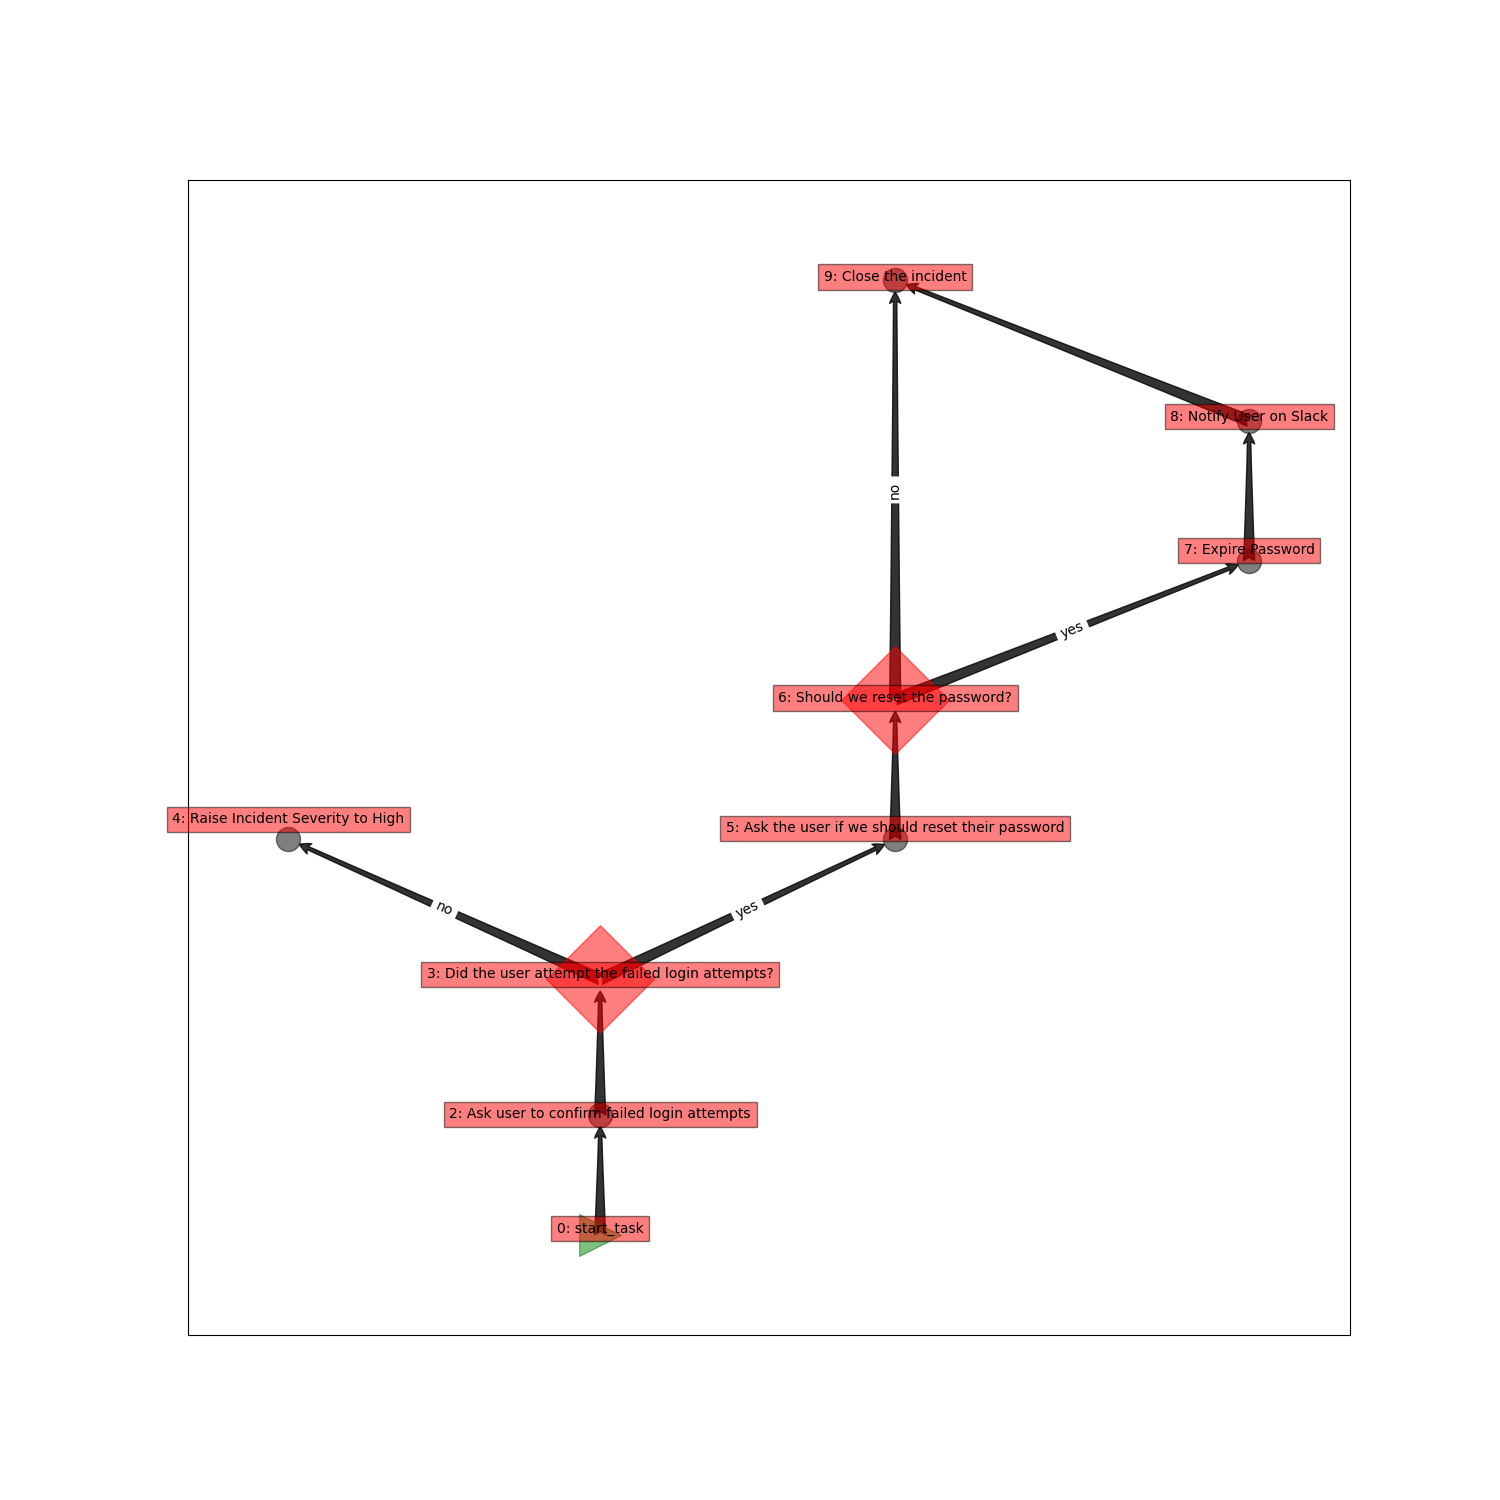 9: Close the incident
8: Notify User on Slack
no
7: Expire Password
yes
6: Should we reset the password?
4: Raise Incident Severity to High
5: Ask the user if we should reset their password
no
yes
3: Did the user attempt the failed login attempts?
2: Ask user to confirm failed login attempts
0: start_task